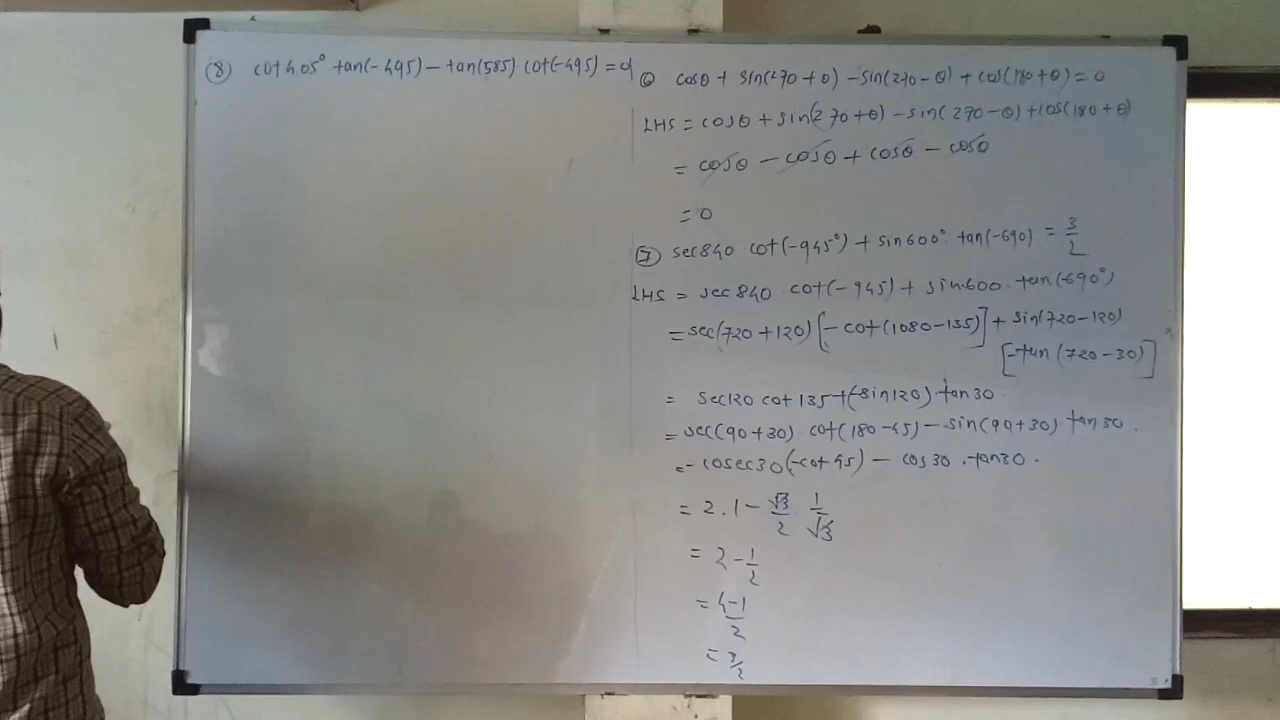 ⑧ cot 405° tan(-495) - tan(585) cot(-495) = 0
⑥ cosθ + sin(270+θ) - sin(270-θ) + cos(180+θ) = 0
LHS = cosθ + sin(270+θ) - sin(270-θ) + cos(180+θ)
= cosθ - cosθ + cosθ - cosθ
= 0
⑦ sec840 cot(-945°) + sin600° tan(-690) = 3/2
LHS = sec840 cot(-945) + sin600 · tan(-690°)
= sec(720+120) [-cot(1080-135)] + sin(720-120)
[-tan(720-30)]
= sec120 cot135 + (-sin120) tan30
= sec(90+30) cot(180-45) - sin(90+30) tan30.
= -cosec30 (-cot45) - cos30 . tan30.
= 2.1 - √3/2 1/√3
= 2 - 1/2
= 4-1/2
= 3/2